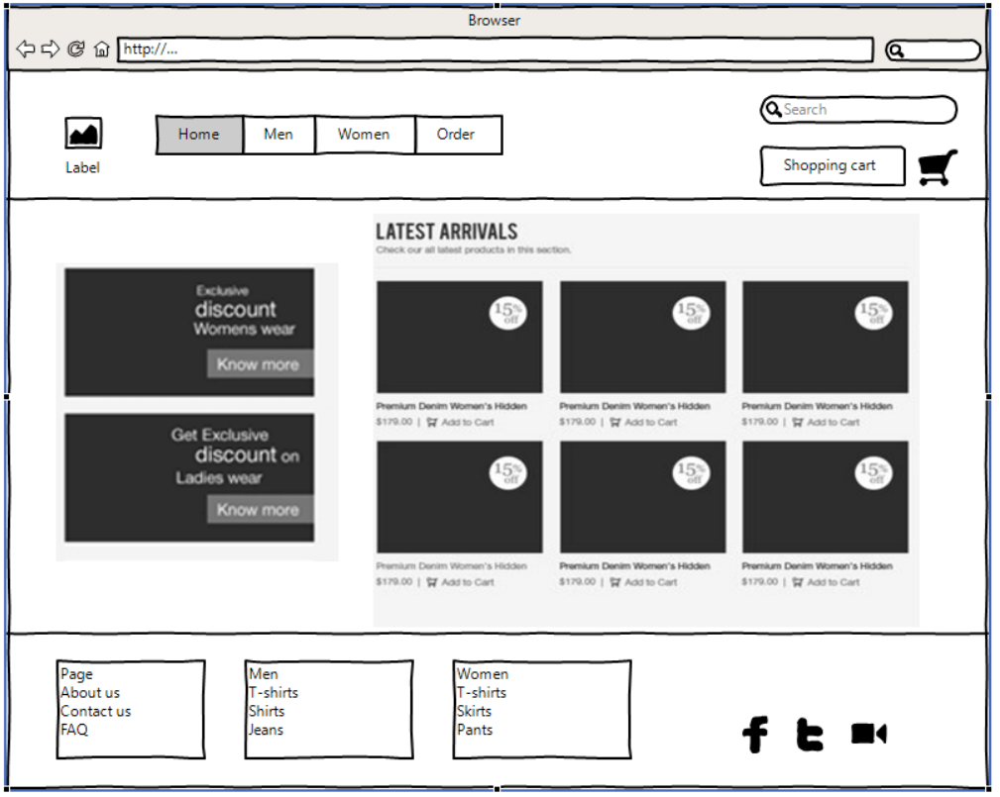 Browser
http://...
Search
Home Men Women Order
Label
Shopping cart
LATEST ARRIVALS
Check our all latest products in this section.
Exclusive
discount
Womens wear
Know more
Get Exclusive
discount on
Ladies wear
Know more
15%
off
15%
off
15%
off
Premium Denim Women's Hidden
$179.00 | Add to Cart
Premium Denim Women's Hidden
$179.00 | Add to Cart
Premium Denim Women's Hidden
$179.00 | Add to Cart
15%
off
15%
off
15%
off
Premium Denim Women's Hidden
$179.00 | Add to Cart
Premium Denim Women's Hidden
$179.00 | Add to Cart
Premium Denim Women's Hidden
$179.00 | Add to Cart
Page
About us
Contact us
FAQ
Men
T-shirts
Shirts
Jeans
Women
T-shirts
Skirts
Pants